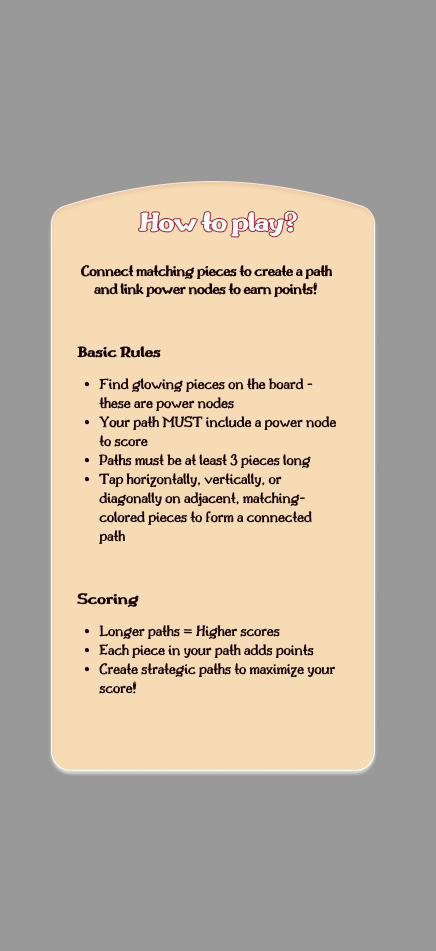 How to play?
Connect matching pieces to create a path
and link power nodes to earn points!
Basic Rules
• Find glowing pieces on the board -
these are power nodes
• Your path MUST include a power node
to score
• Paths must be at least 3 pieces long
• Tap horizontally, vertically, or
diagonally on adjacent, matching-
colored pieces to form a connected
path
Scoring
• Longer paths = Higher scores
• Each piece in your path adds points
• Create strategic paths to maximize your
score!